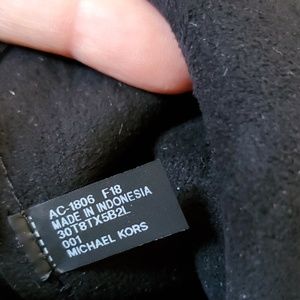 AC-1806 F18
MADE IN INDONESIA
30T8TX5B2L
001
MICHAEL KORS